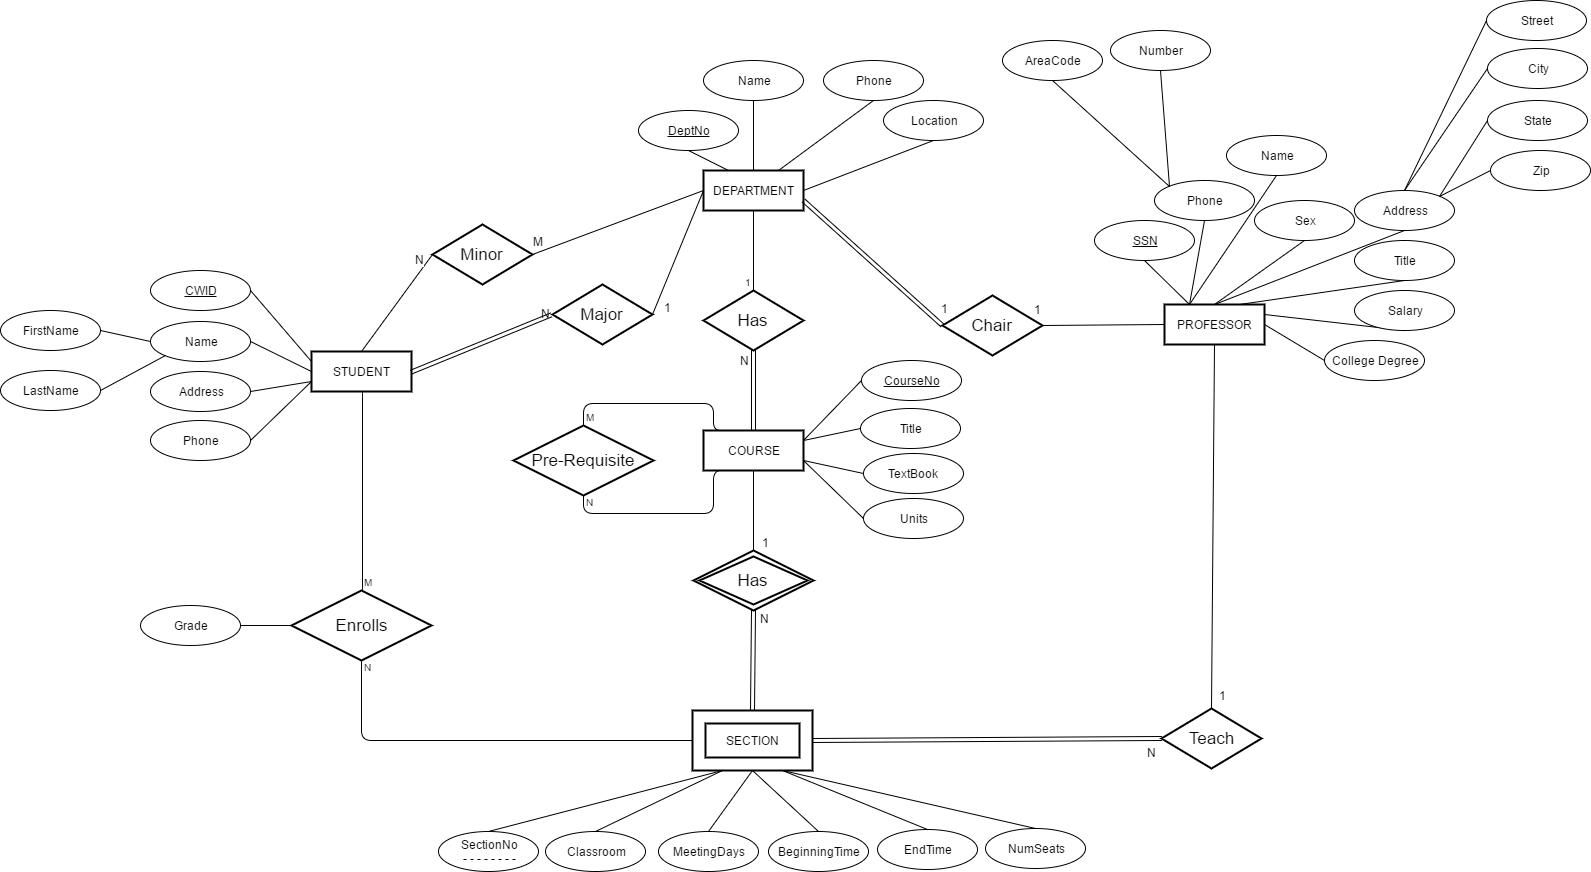 Street
Number
AreaCode
City
Name
Phone
Location
State
DeptNo
Name
Zip
DEPARTMENT
Phone
Address
Sex
SSN
M
Minor
N
Title
CWID
1
1
1
N
Major
1
Salary
Has
Chair
PROFESSOR
FirstName
Name
N
College Degree
STUDENT
CourseNo
LastName
Address
M
Title
Phone
Pre-Requisite
COURSE
TextBook
N
Units
1
M
Has
N
Grade
Enrolls
N
1
SECTION
Teach
N
SectionNo
--------
Classroom
MeetingDays
BeginningTime
EndTime
NumSeats